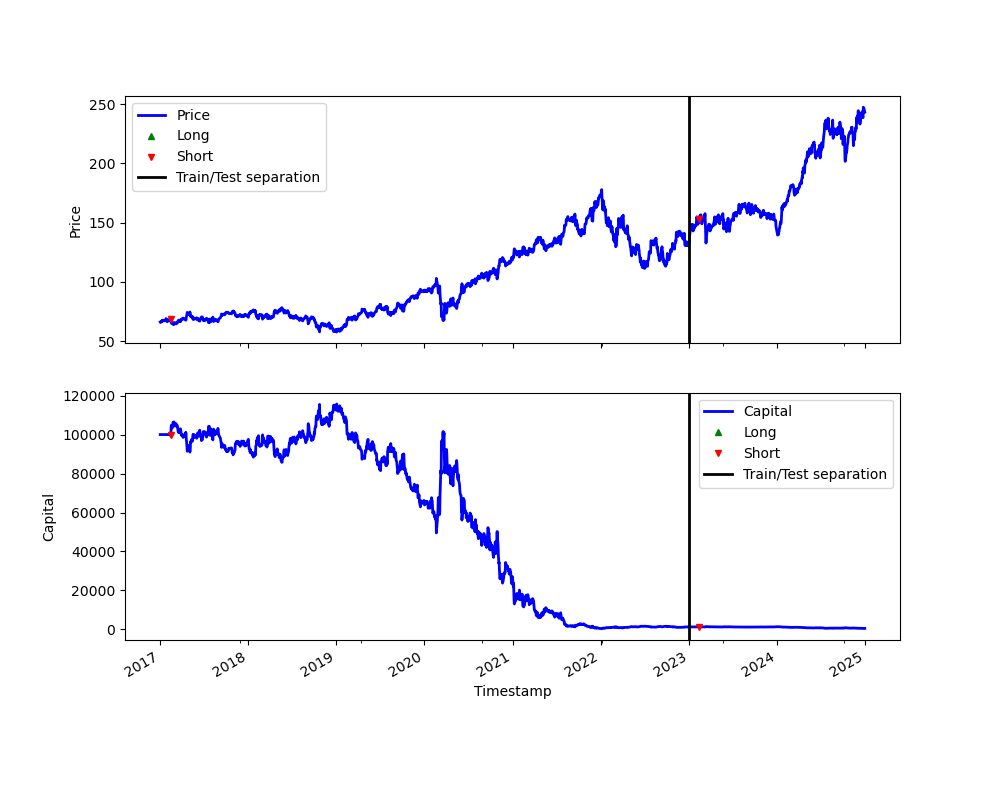 250
200
150
100
50
Price
Price
Long
Short
Train/Test separation
120000
100000
80000
60000
40000
20000
0
Capital
Capital
Long
Short
Train/Test separation
2017
2018
2019
2020
2021
2022
2023
2024
2025
Timestamp